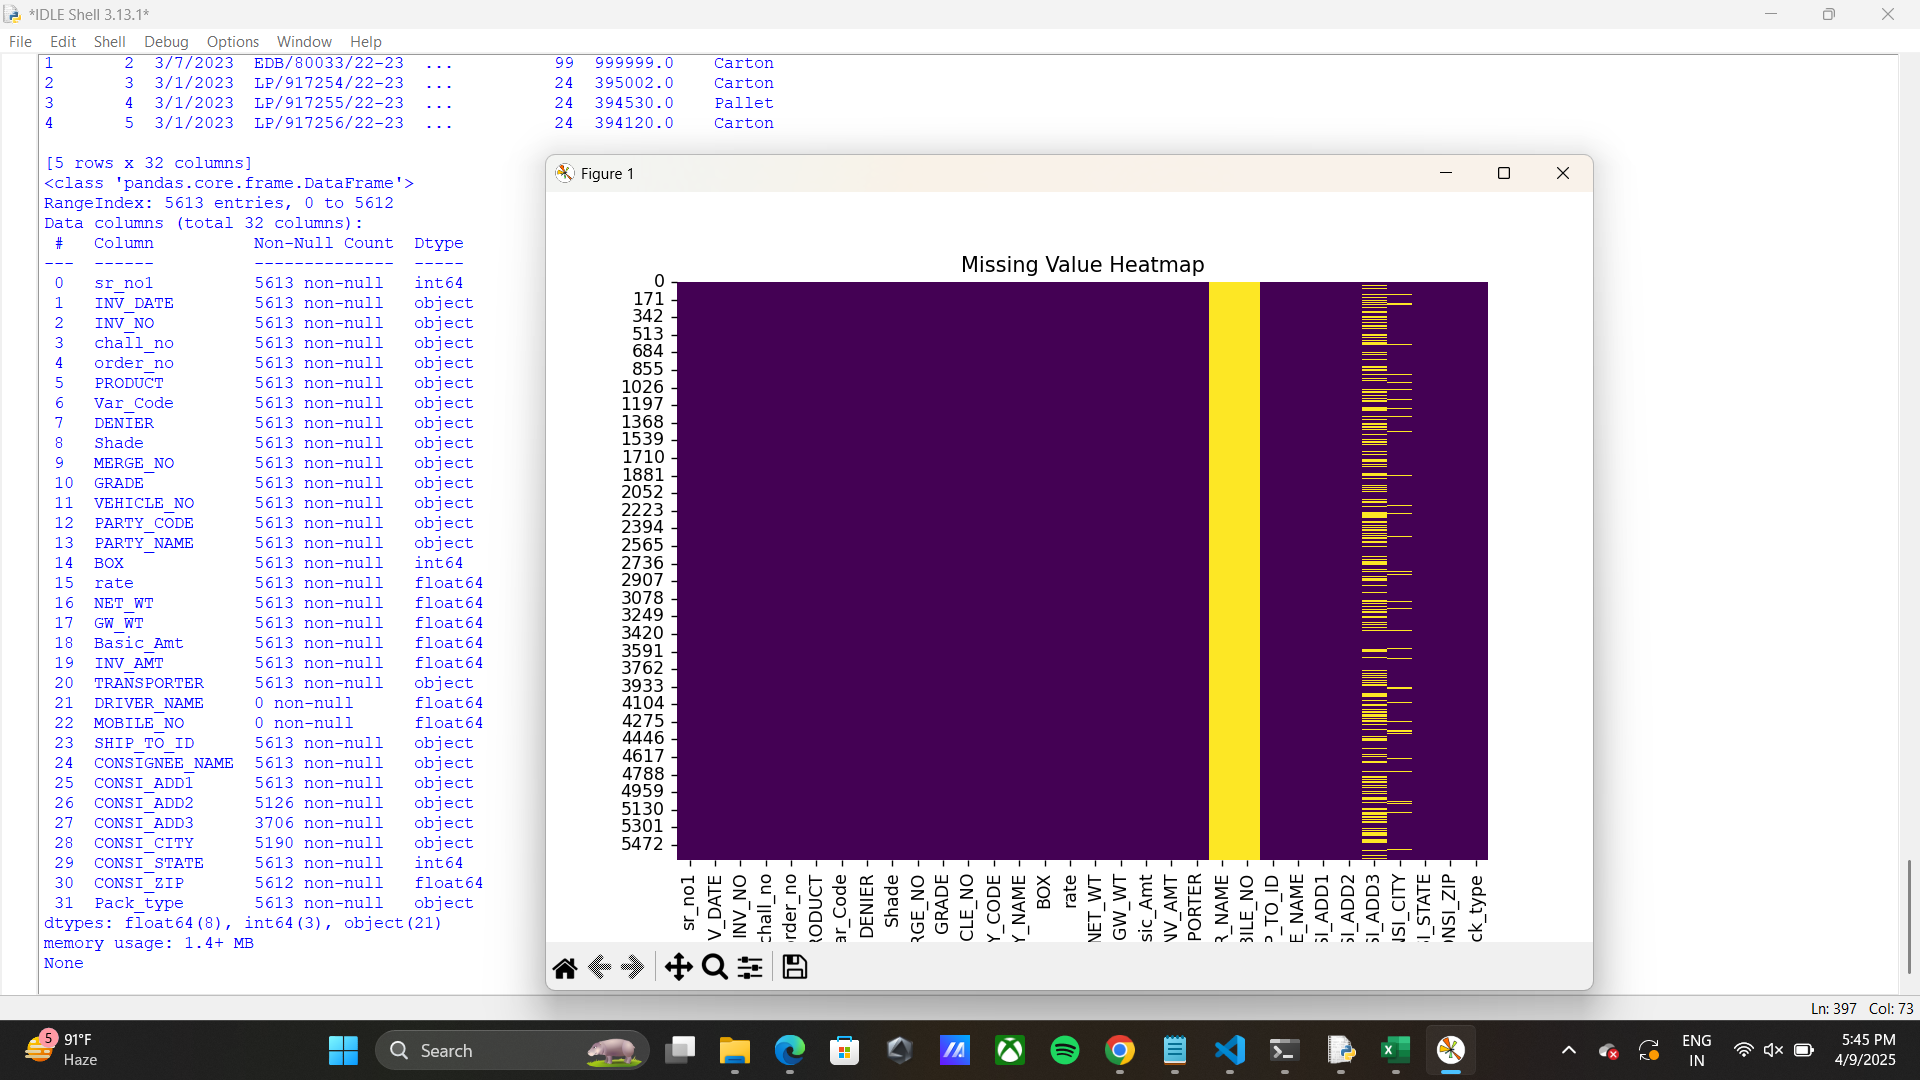 *IDLE Shell 3.13.1*
File Edit Shell Debug Options Window Help
1 2 3/7/2023 EDB/80033/22-23 ... 99 999999.0 Carton
2 3 3/1/2023 LP/917254/22-23 ... 24 395002.0 Carton
3 4 3/1/2023 LP/917255/22-23 ... 24 394530.0 Pallet
4 5 3/1/2023 LP/917256/22-23 ... 24 394120.0 Carton
[5 rows x 32 columns]
<class 'pandas.core.frame.DataFrame'>
RangeIndex: 5613 entries, 0 to 5612
Data columns (total 32 columns):
# Column Non-Null Count Dtype
--- ------ -------------- -----
0 sr_no1 5613 non-null int64
1 INV_DATE 5613 non-null object
2 INV_NO 5613 non-null object
3 chall_no 5613 non-null object
4 order_no 5613 non-null object
5 PRODUCT 5613 non-null object
6 Var_Code 5613 non-null object
7 DENIER 5613 non-null object
8 Shade 5613 non-null object
9 MERGE_NO 5613 non-null object
10 GRADE 5613 non-null object
11 VEHICLE_NO 5613 non-null object
12 PARTY_CODE 5613 non-null object
13 PARTY_NAME 5613 non-null object
14 BOX 5613 non-null int64
15 rate 5613 non-null float64
16 NET_WT 5613 non-null float64
17 GW_WT 5613 non-null float64
18 Basic_Amt 5613 non-null float64
19 INV_AMT 5613 non-null float64
20 TRANSPORTER 5613 non-null object
21 DRIVER_NAME 0 non-null float64
22 MOBILE_NO 0 non-null float64
23 SHIP_TO_ID 5613 non-null object
24 CONSIGNEE_NAME 5613 non-null object
25 CONSI_ADD1 5613 non-null object
26 CONSI_ADD2 5126 non-null object
27 CONSI_ADD3 3706 non-null object
28 CONSI_CITY 5190 non-null object
29 CONSI_STATE 5613 non-null int64
30 CONSI_ZIP 5612 non-null float64
31 Pack_type 5613 non-null object
dtypes: float64(8), int64(3), object(21)
memory usage: 1.4+ MB
None
Figure 1
Missing Value Heatmap
0
171
342
513
684
855
1026
1197
1368
1539
1710
1881
2052
2223
2394
2565
2736
2907
3078
3249
3420
3591
3762
3933
4104
4275
4446
4617
4788
4959
5130
5301
5472
sr_no1
V_DATE
INV_NO
chall_no
order_no
RODUCT
ar_Code
DENIER
Shade
RGE_NO
GRADE
CLE_NO
Y_CODE
Y_NAME
BOX
rate
NET_WT
GW_WT
sic_Amt
NV_AMT
PORTER
R_NAME
BILE_NO
P_TO_ID
E_NAME
SI_ADD1
SI_ADD2
SI_ADD3
NSI_CITY
I_STATE
ONSI_ZIP
ck_type
Ln: 397 Col: 73
5
91°F
Haze
Search
ENG
IN
5:45 PM
4/9/2025